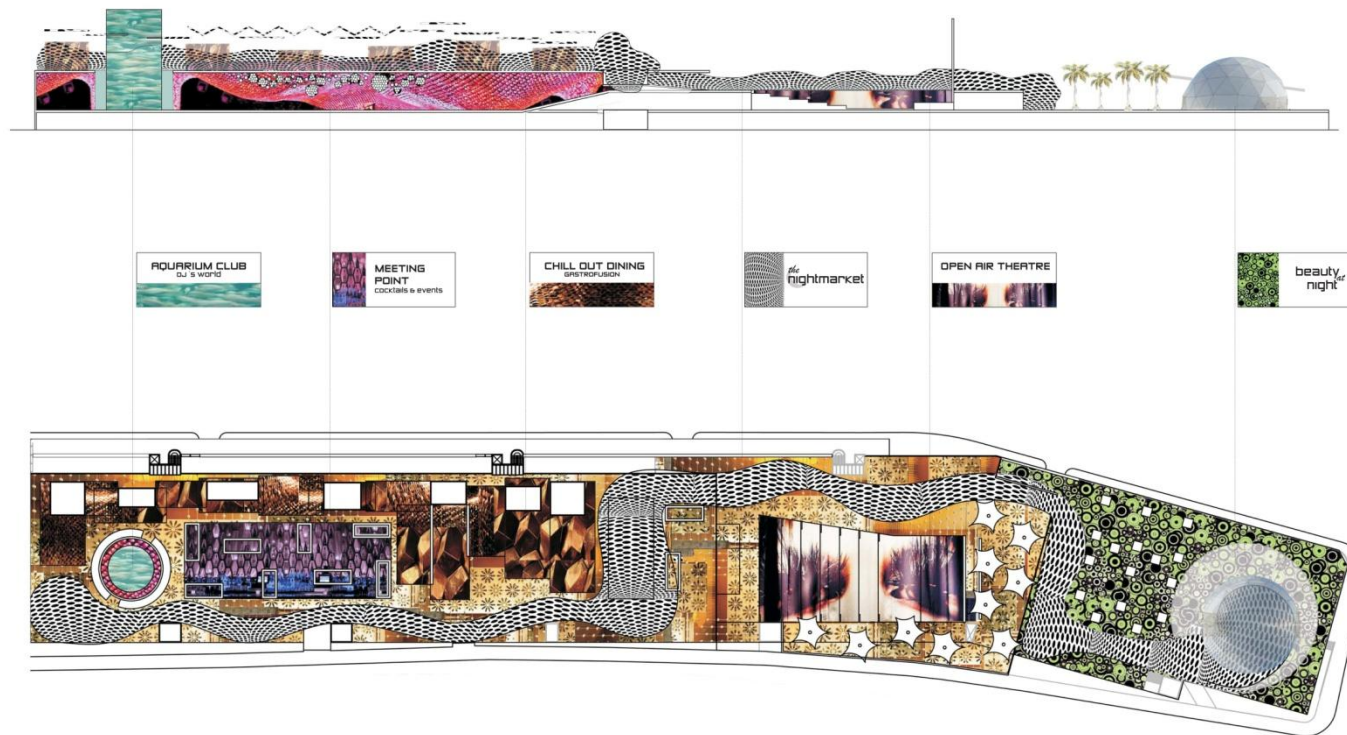 AQUARIUM CLUB
DJ´s world
MEETING
POINT
cocktails & events
CHILL OUT DINING
GASTROFUSION
the
nightmarket
OPEN AIR THEATRE
beauty at
night